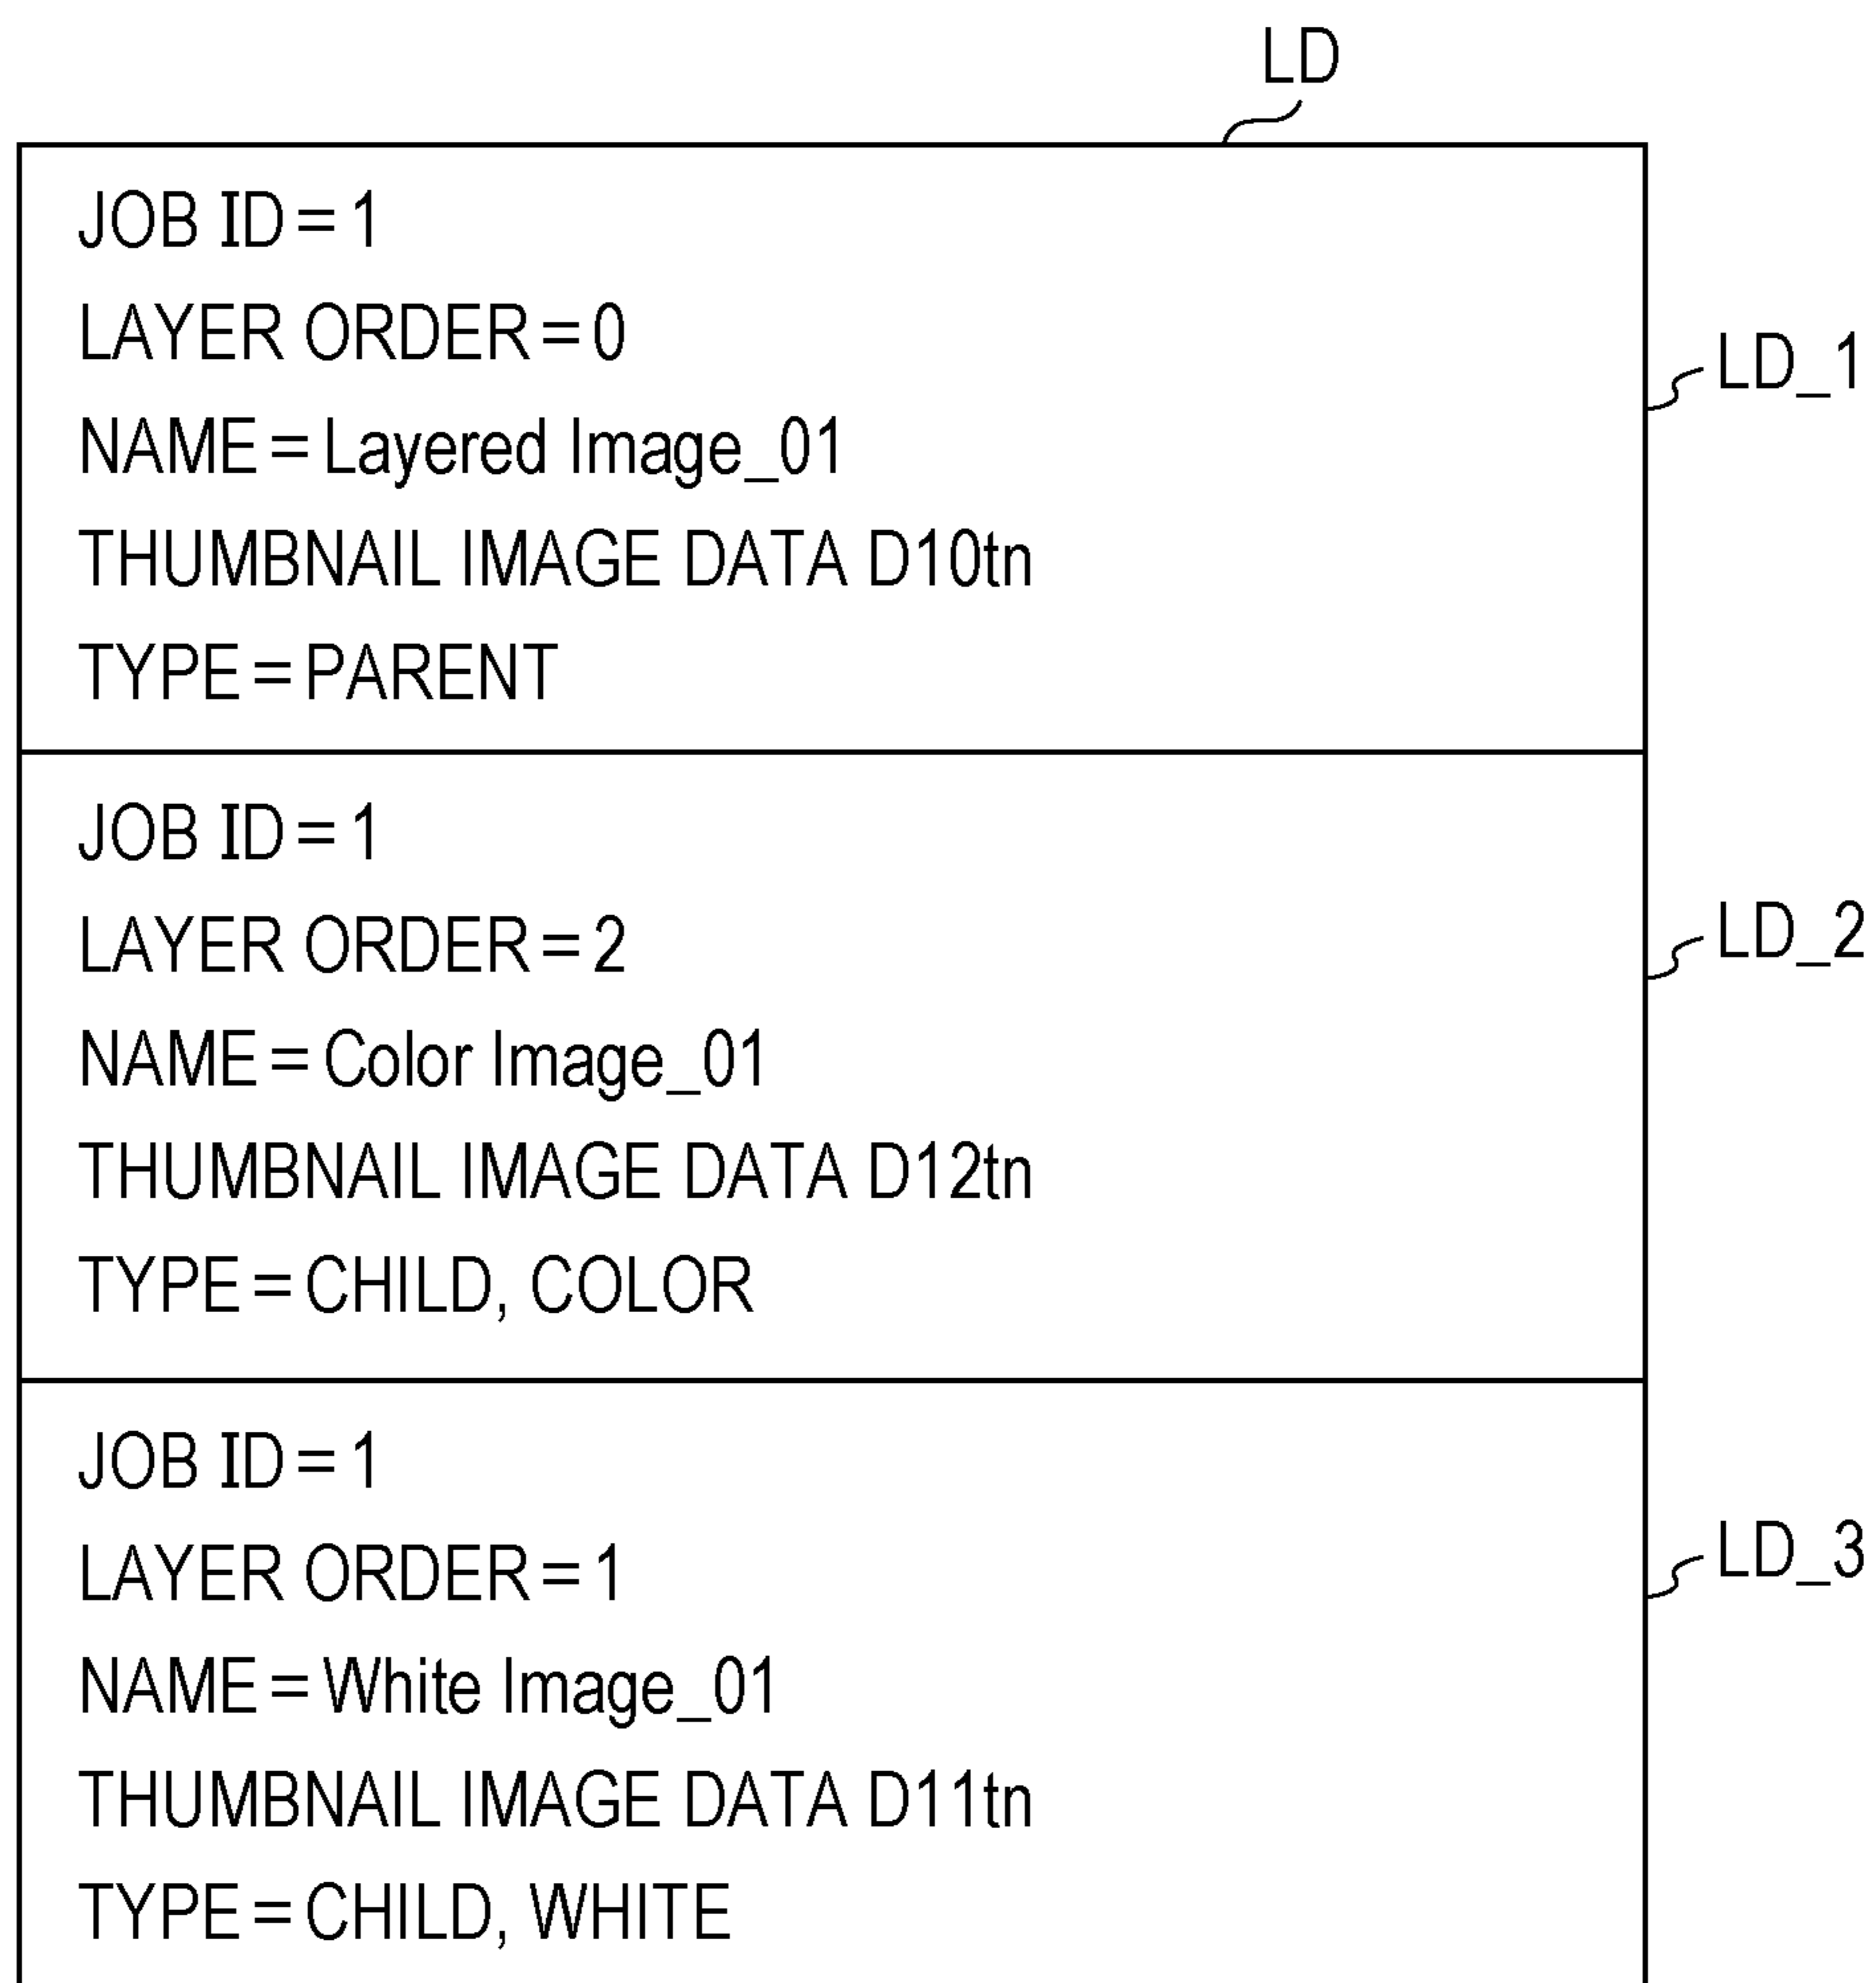 LD
JOB ID=1
LAYER ORDER=0
NAME=Layered Image_01
THUMBNAIL IMAGE DATA D10tn
TYPE=PARENT
LD_1
JOB ID=1
LAYER ORDER=2
NAME=Color Image_01
THUMBNAIL IMAGE DATA D12tn
TYPE=CHILD, COLOR
LD_2
JOB ID=1
LAYER ORDER=1
NAME=White Image_01
THUMBNAIL IMAGE DATA D11tn
TYPE=CHILD, WHITE
LD_3